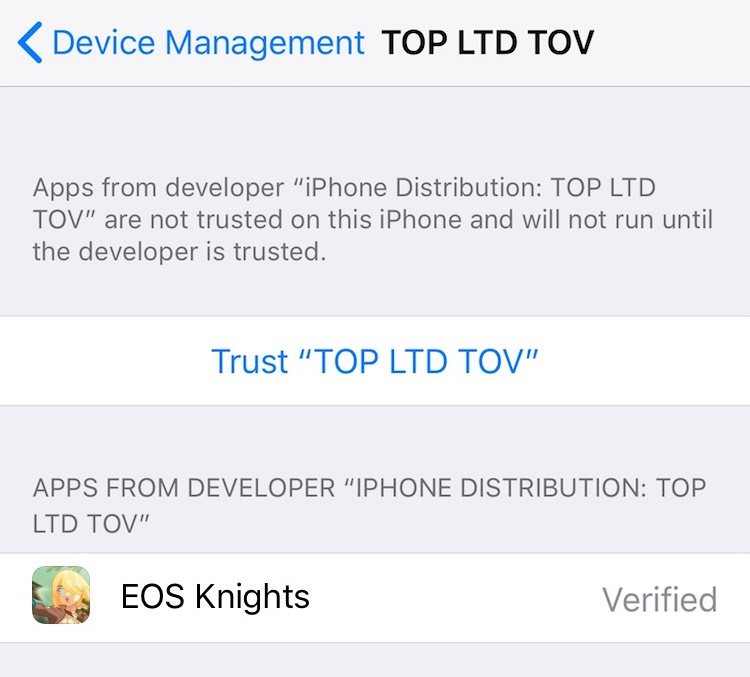 Device Management TOP LTD TOV
Apps from developer “iPhone Distribution: TOP LTD
TOV” are not trusted on this iPhone and will not run until
the developer is trusted.
Trust “TOP LTD TOV”
APPS FROM DEVELOPER “IPHONE DISTRIBUTION: TOP
LTD TOV”
EOS Knights Verified